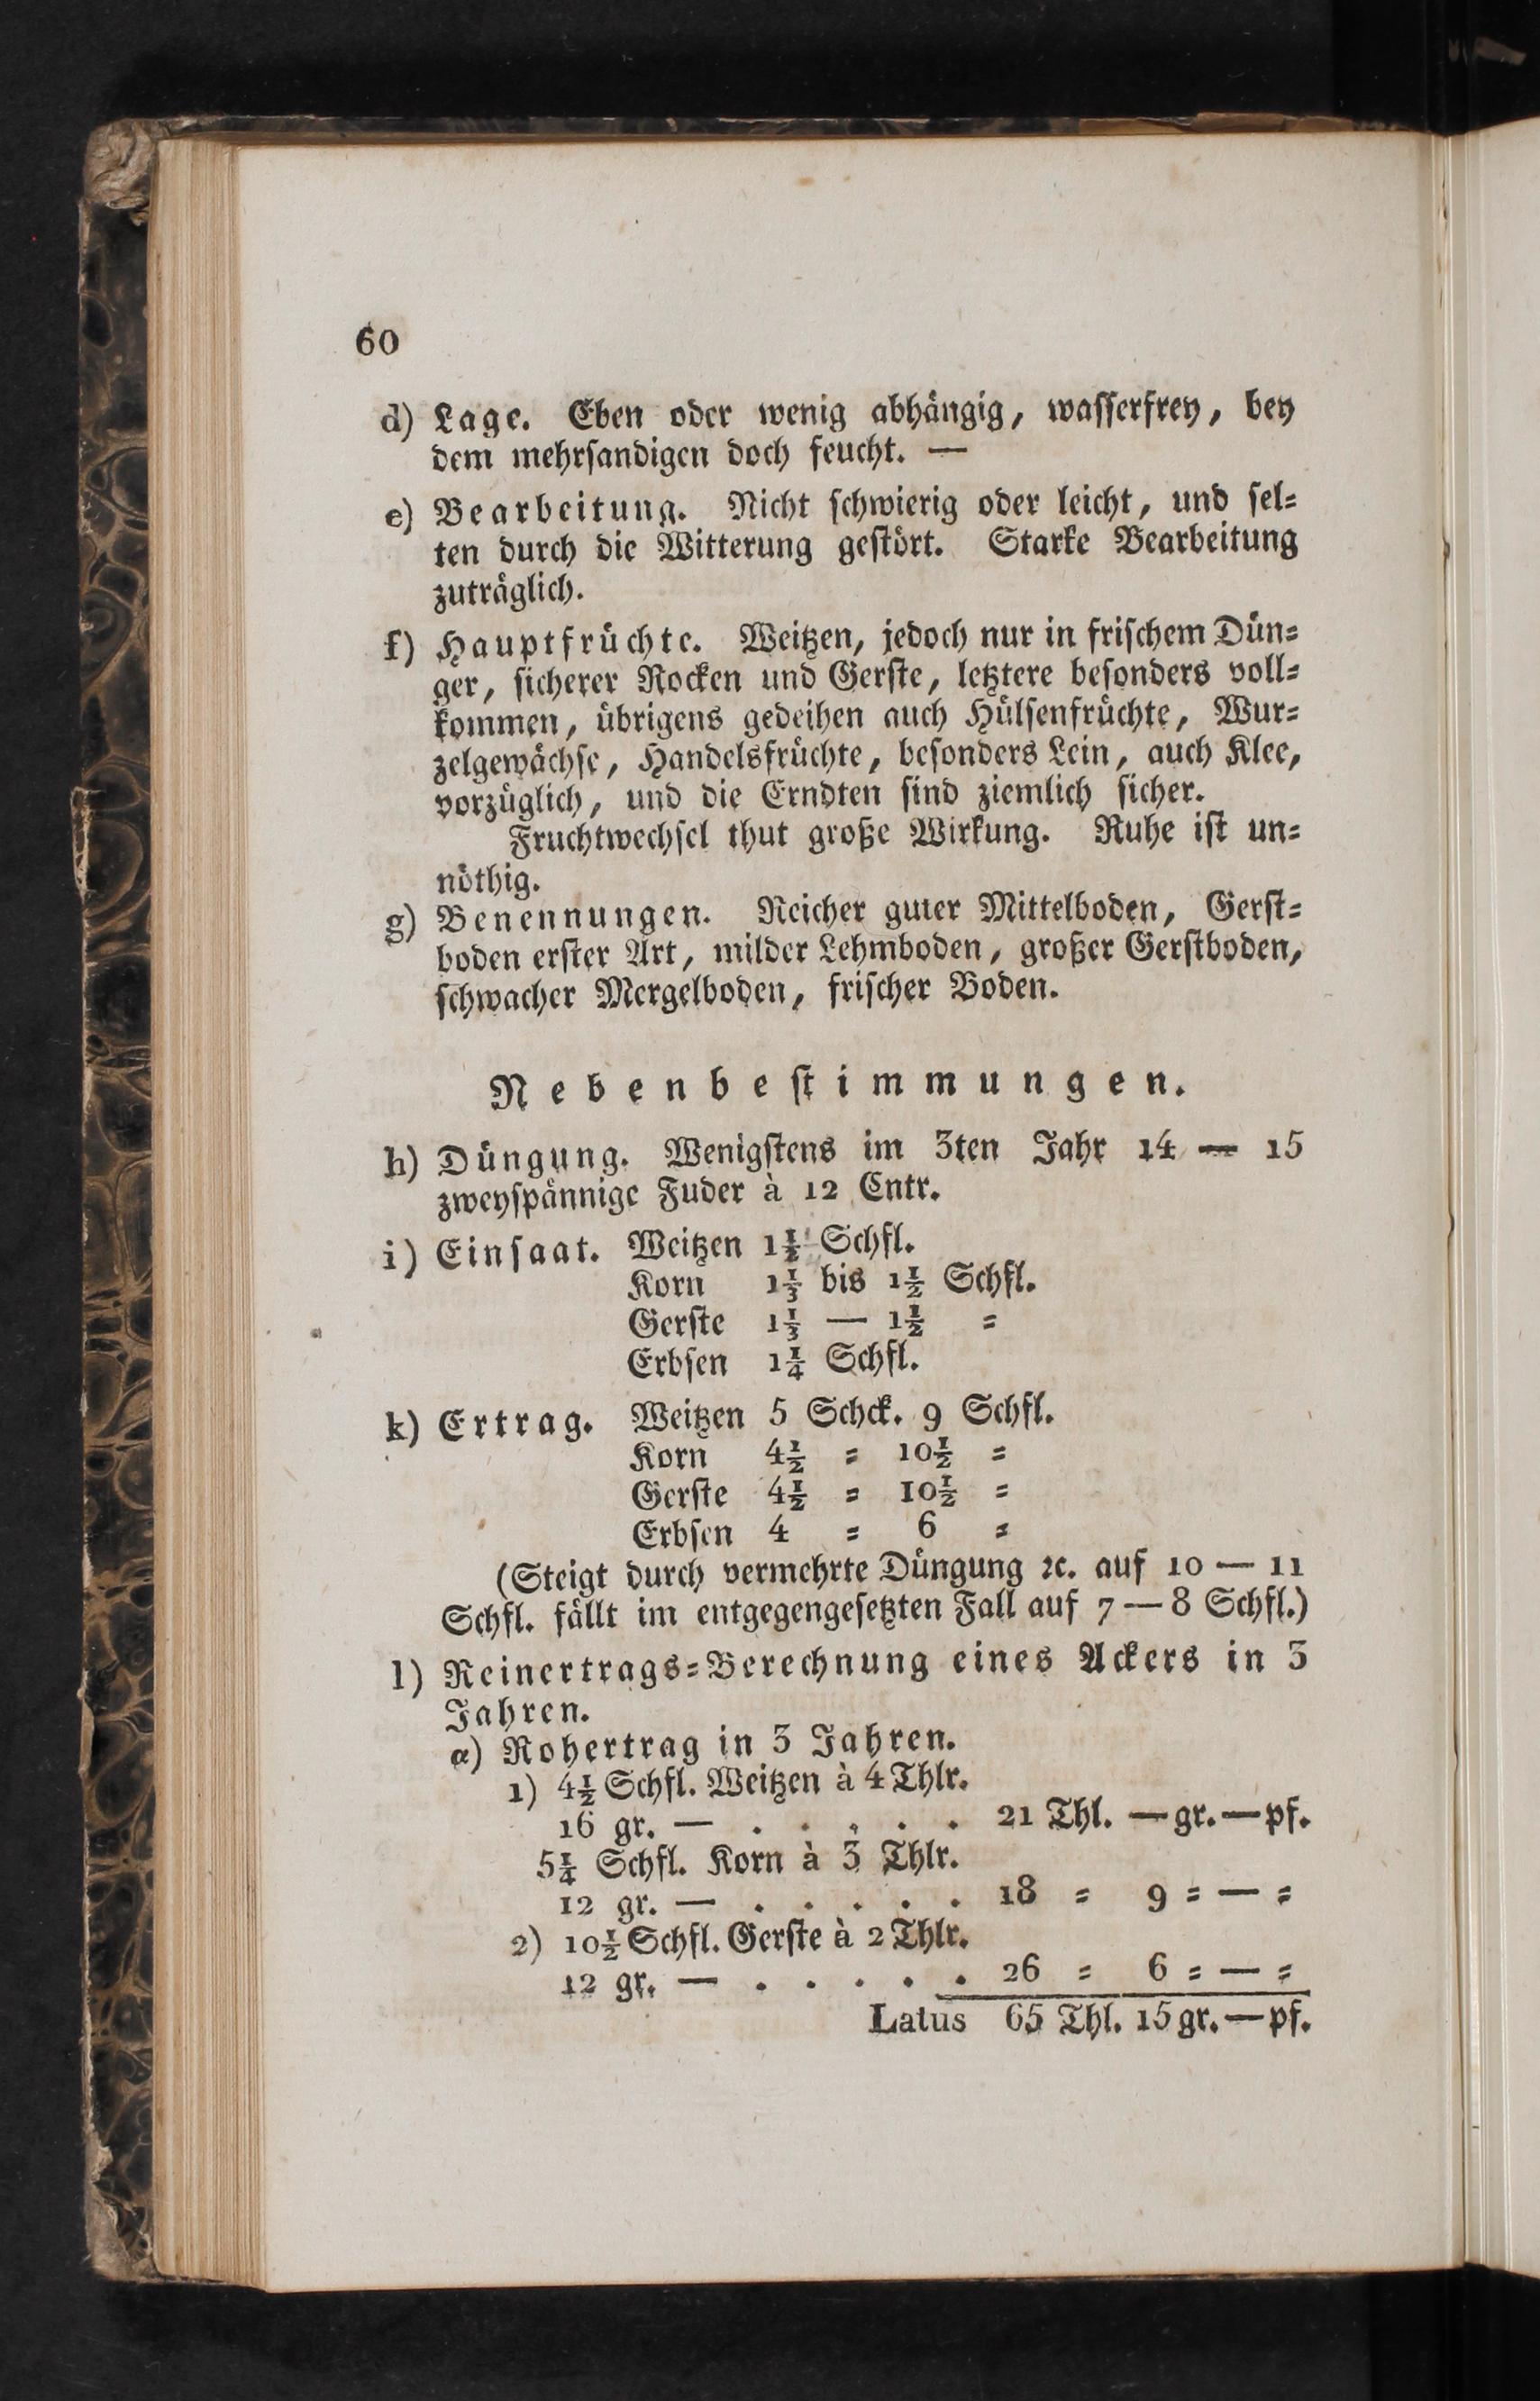 60
d) Lage. Eben oder wenig abhängig, wasserfrey, bey
dem mehrsandigen doch feucht. —
e) Bearbeitung. Nicht schwierig oder leicht, und sel=
ten durch die Witterung gestört. Starke Bearbeitung
zuträglich.
f) Hauptfrüchte. Weitzen, jedoch nur in frischem Dün=
ger, sicherer Rocken und Gerste, letztere besonders voll=
kommen, übrigens gedeihen auch Hülsenfrüchte, Wur=
zelgewächse, Handelsfrüchte, besonders Lein, auch Klee,
vorzüglich, und die Erndten sind ziemlich sicher.
Fruchtwechsel thut große Wirkung. Ruhe ist un=
nöthig.
g) Benennungen. Reicher guter Mittelboden, Gerst=
boden erster Art, milder Lehmboden, großer Gerstboden,
schwacher Mergelboden, frischer Boden.
Nebenbestimmungen.
h) Düngung. Wenigstens im 3ten Jahr 14 — 15
zweyspännige Fuder à 12 Cntr.
i) Einsaat. Weitzen 1½ Schfl.
Korn 1⅓ bis 1½ Schfl.
Gerste 1⅓ — 1½ =
Erbsen 1¼ Schfl.
k) Ertrag. Weitzen 5 Schck. 9 Schfl.
Korn 4½ = 10½ =
Gerste 4½ = 10½ =
Erbsen 4 = 6 =
(Steigt durch vermehrte Düngung ꝛc. auf 10 — 11
Schfl. fällt im entgegengesetzten Fall auf 7 — 8 Schfl.)
l) Reinertrags=Berechnung eines Ackers in 3
Jahren.
α) Rohertrag in 3 Jahren.
1) 4½ Schfl. Weitzen à 4 Thlr.
16 gr. — . . . . . 21 Thl. — gr. — pf.
5¼ Schfl. Korn à 3 Thlr.
12 gr. — . . . . . 18 = 9 = — =
2) 10½ Schfl. Gerste à 2 Thlr.
12 gr. — . . . . . 26 = 6 = — =
Latus 65 Thl. 15 gr. — pf.